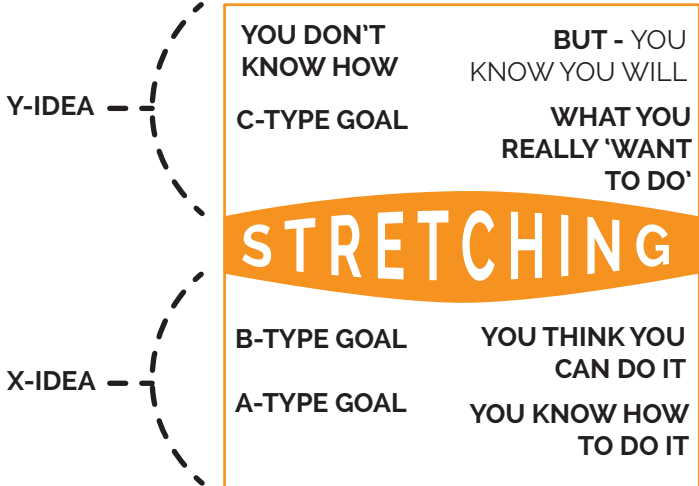 YOU DON'T
KNOW HOW
BUT - YOU
KNOW YOU WILL
Y-IDEA
C-TYPE GOAL
WHAT YOU
REALLY ‘WANT
TO DO’
STRETCHING
B-TYPE GOAL
YOU THINK YOU
CAN DO IT
X-IDEA
A-TYPE GOAL
YOU KNOW HOW
TO DO IT